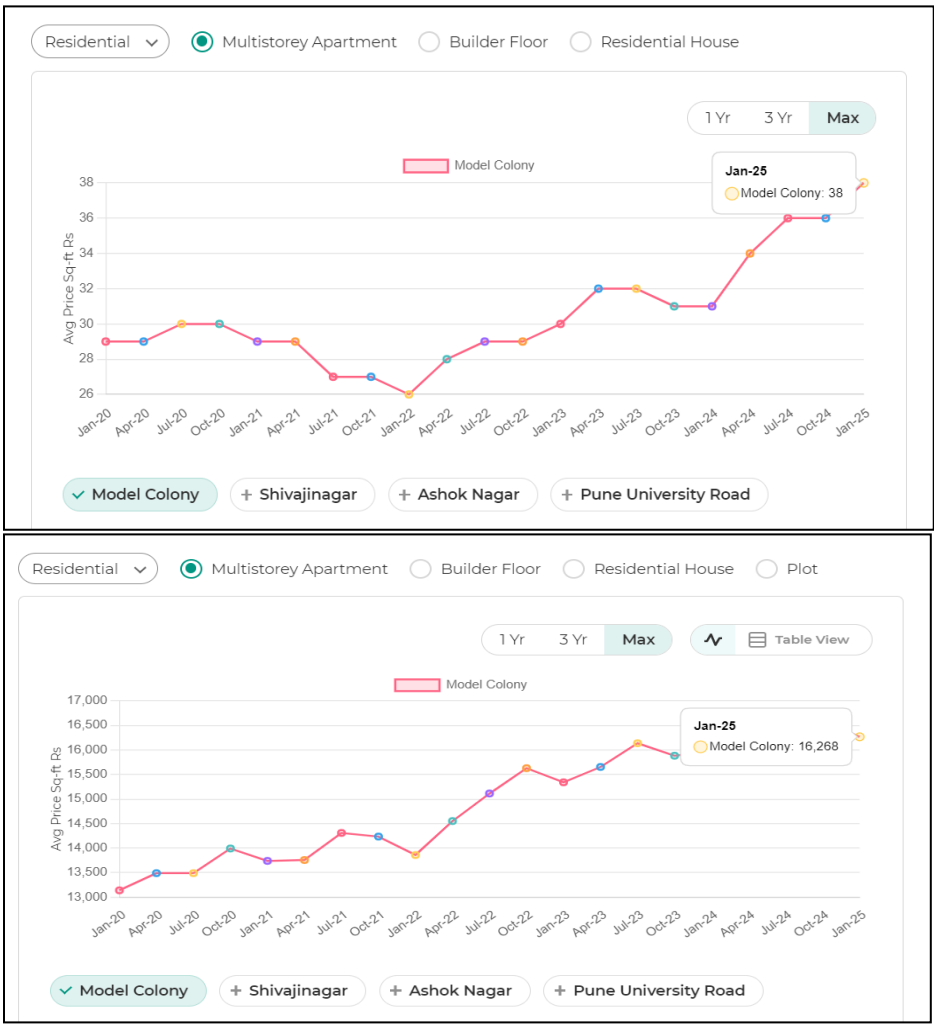 Residential Multistorey Apartment Builder Floor Residential House
1 Yr 3 Yr Max
Model Colony
Jan-25
Model Colony: 38
Avg Price Sq-ft Rs
38
36
34
32
30
28
26
Jan-20 Apr-20 Jul-20 Oct-20 Jan-21 Apr-21 Jul-21 Oct-21 Jan-22 Apr-22 Jul-22 Oct-22 Jan-23 Apr-23 Jul-23 Oct-23 Jan-24 Apr-24 Jul-24 Oct-24 Jan-25
Model Colony + Shivajinagar + Ashok Nagar + Pune University Road
Residential Multistorey Apartment Builder Floor Residential House Plot
1 Yr 3 Yr Max Table View
Model Colony
Jan-25
Model Colony: 16,268
Avg Price Sq-ft Rs
17,000
16,500
16,000
15,500
15,000
14,500
14,000
13,500
13,000
Jan-20 Apr-20 Jul-20 Oct-20 Jan-21 Apr-21 Jul-21 Oct-21 Jan-22 Apr-22 Jul-22 Oct-22 Jan-23 Apr-23 Jul-23 Oct-23 Jan-24 Apr-24 Jul-24 Oct-24 Jan-25
Model Colony + Shivajinagar + Ashok Nagar + Pune University Road